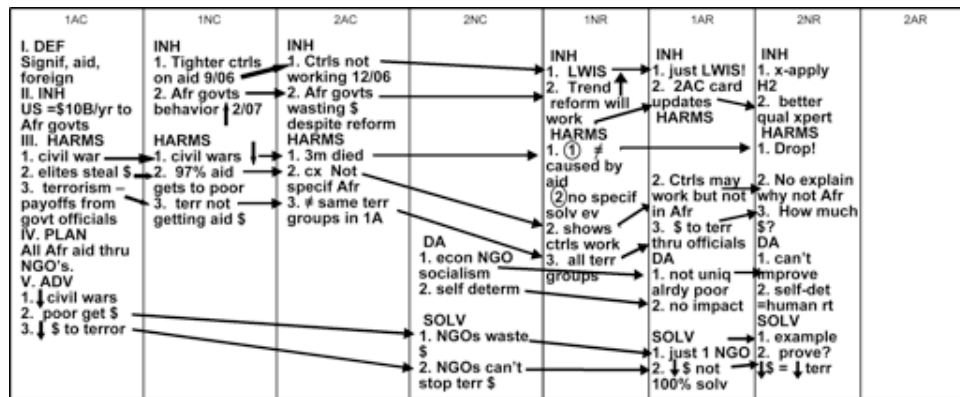 1AC
1NC
2AC
2NC
1NR
1AR
2NR
2AR
I. DEF
Signif, aid,
foreign
II. INH
US =$10B/yr to
Afr govts
III. HARMS
1. civil war
2. elites steal $
3. terrorism –
payoffs from
govt officials
IV. PLAN
All Afr aid thru
NGO's.
V. ADV
1.↓civil wars
2. poor get $
3.↓ $ to terror
INH
1. Tighter ctrls
on aid 9/06
2. Afr govts
behavior ↑ 2/07
HARMS
1. civil wars ↓
2. 97% aid
gets to poor
3. terr not
getting aid $
INH
1. Ctrls not
working 12/06
2. Afr govts
wasting $
despite reform
HARMS
1. 3m died
2. cx Not
specif Afr
3. ≠ same terr
groups in 1A
DA
1. econ NGO
socialism
2. self determ
SOLV
1. NGOs waste
$
2. NGOs can't
stop terr $
INH
1. LWIS
2. Trend ↑
reform will
work
HARMS
1. ① ≠
caused by
aid
②no specif
solv ev
2. shows
ctrls work
3. all terr
groups
INH
1. just LWIS!
2. 2AC card
updates
HARMS
2. Ctrls may
work but not
in Afr
3. $ to terr
thru officials
DA
1. not uniq
alrdy poor
2. no impact
SOLV
1. just 1 NGO
2. ↓$ not
100% solv
INH
1. x-apply
H2
2. better
qual xpert
1. Drop!
2. No explain
why not Afr
3. How much
$?
DA
1. can't
improve
2. self-det
=human rt
SOLV
1. example
2. prove?
↓$ = ↓terr